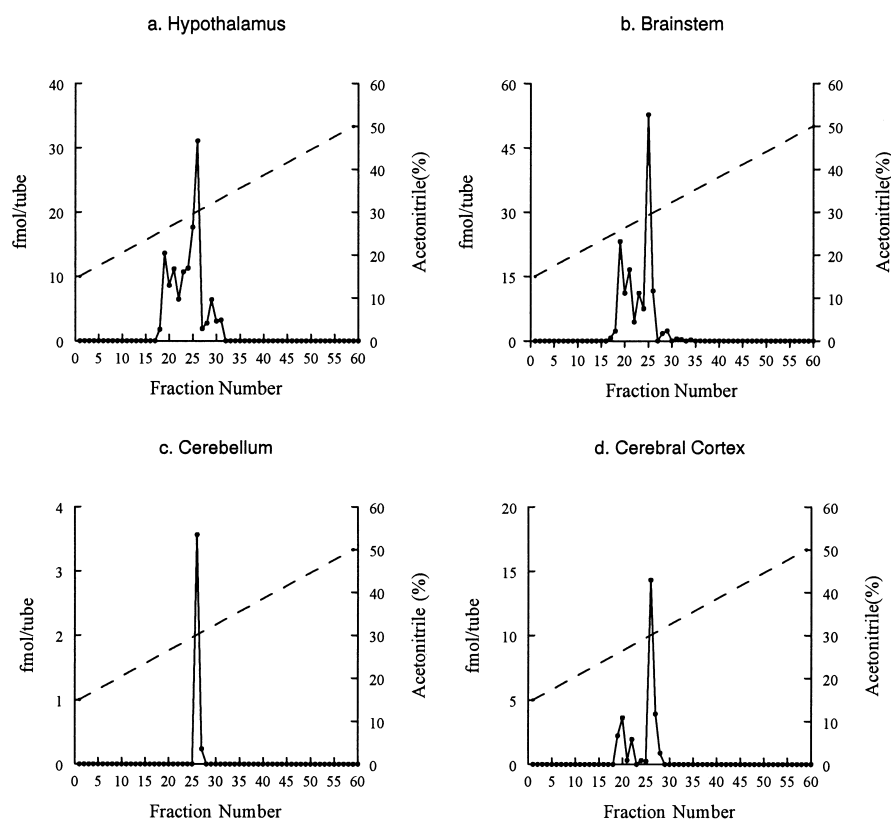 a. Hypothalamus
40
30
20
10
0
60
50
40
30
20
10
0
fmol/tube
Acetonitrile(%)
0 5 10 15 20 25 30 35 40 45 50 55 60
Fraction Number
b. Brainstem
60
45
30
15
0
60
50
40
30
20
10
0
fmol/tube
Acetonitrile(%)
0 5 10 15 20 25 30 35 40 45 50 55 60
Fraction Number
c. Cerebellum
4
3
2
1
0
60
50
40
30
20
10
0
fmol/tube
Acetonitrile (%)
0 5 10 15 20 25 30 35 40 45 50 55 60
Fraction Number
d. Cerebral Cortex
20
15
10
5
0
60
50
40
30
20
10
0
fmol/tube
Acetonitrile(%)
0 5 10 15 20 25 30 35 40 45 50 55 60
Fraction Number